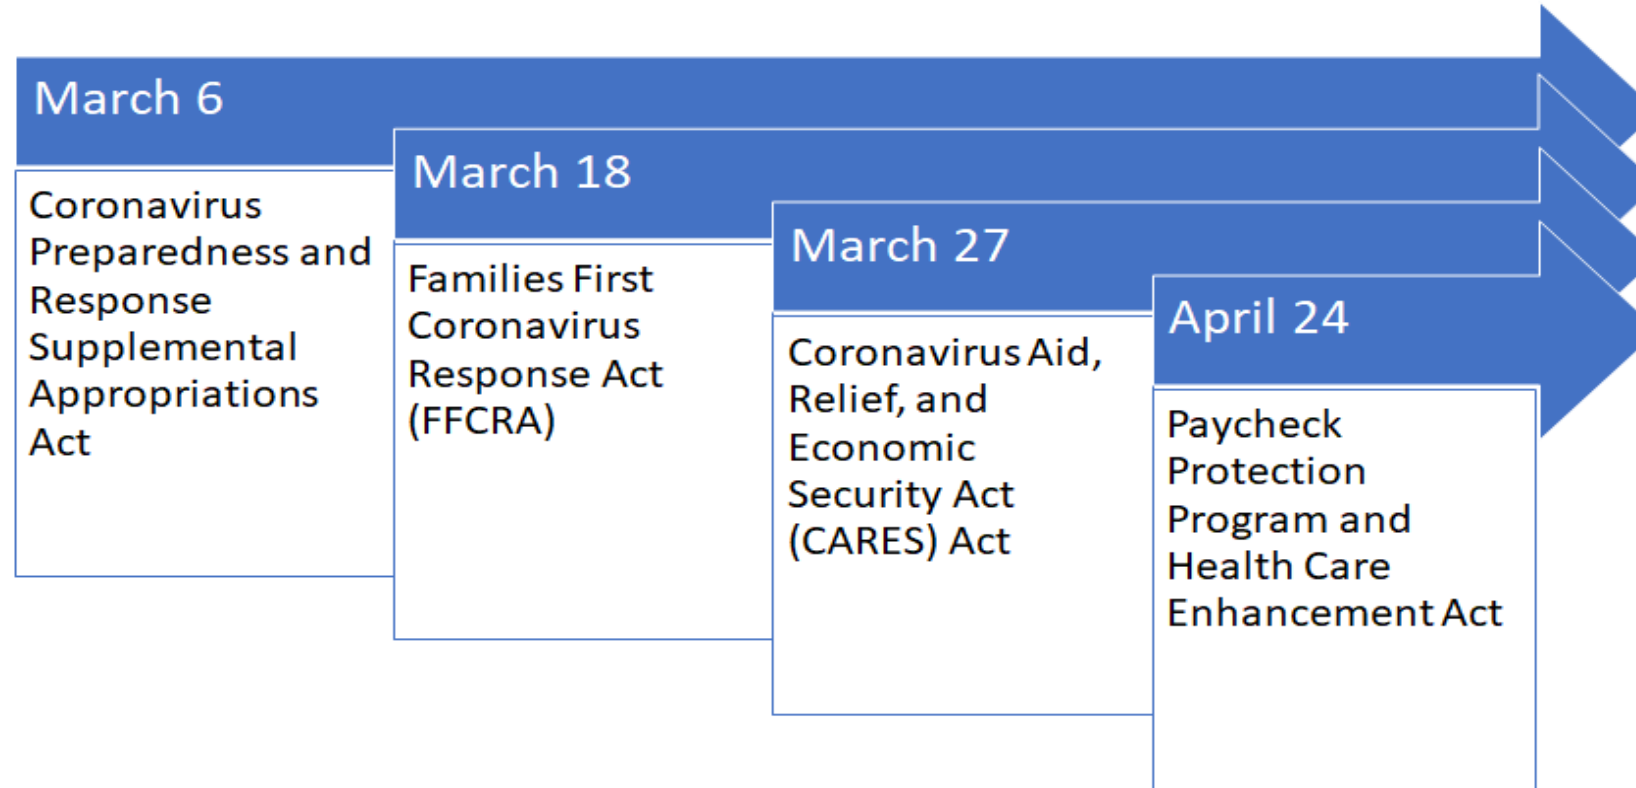 March 6
Coronavirus
Preparedness and
Response
Supplemental
Appropriations
Act
March 18
Families First
Coronavirus
Response Act
(FFCRA)
March 27
Coronavirus Aid,
Relief, and
Economic
Security Act
(CARES) Act
April 24
Paycheck
Protection
Program and
Health Care
Enhancement Act